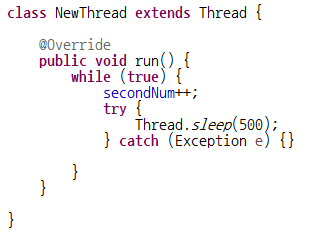 class NewThread extends Thread {
@Override
public void run() {
while (true) {
secondNum++;
try {
Thread.sleep(500);
} catch (Exception e) {}
}
}
}